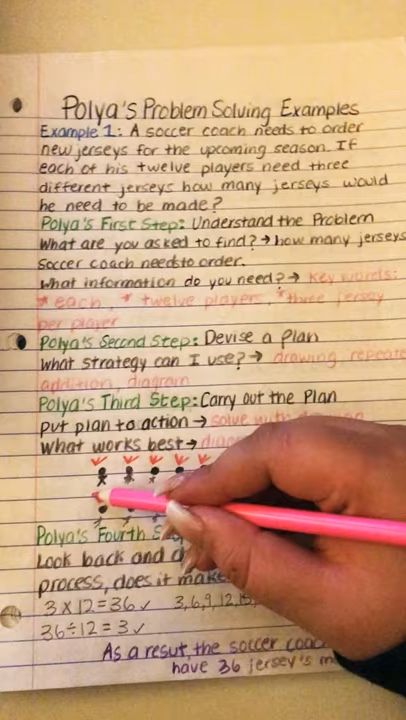 Polya's Problem Solving Examples
Example 1: A soccer coach needs to order
new jerseys for the upcoming season. If
each of his twelve players need three
different jerseys how many jerseys would
he need to be made?
Polya's First Step: Understand the Problem
What are you asked to find? → how many jerseys
soccer coach needs to order.
What information do you need? → key words:
*each, * twelve players, *three jersey
per player
Polya's Second Step: Devise a Plan
What strategy can I use? → drawing, repeate
addition, diagram
Polya's Third Step: Carry out the Plan
put plan to action → solve with
What works best →
Polya's Fourth
Look back and
process, does it make
3 x 12 = 36 ✓ 3,6,9,12,15,
36 ÷ 12 = 3 ✓
As a resut, the soccer coac
have 36 jersey's m